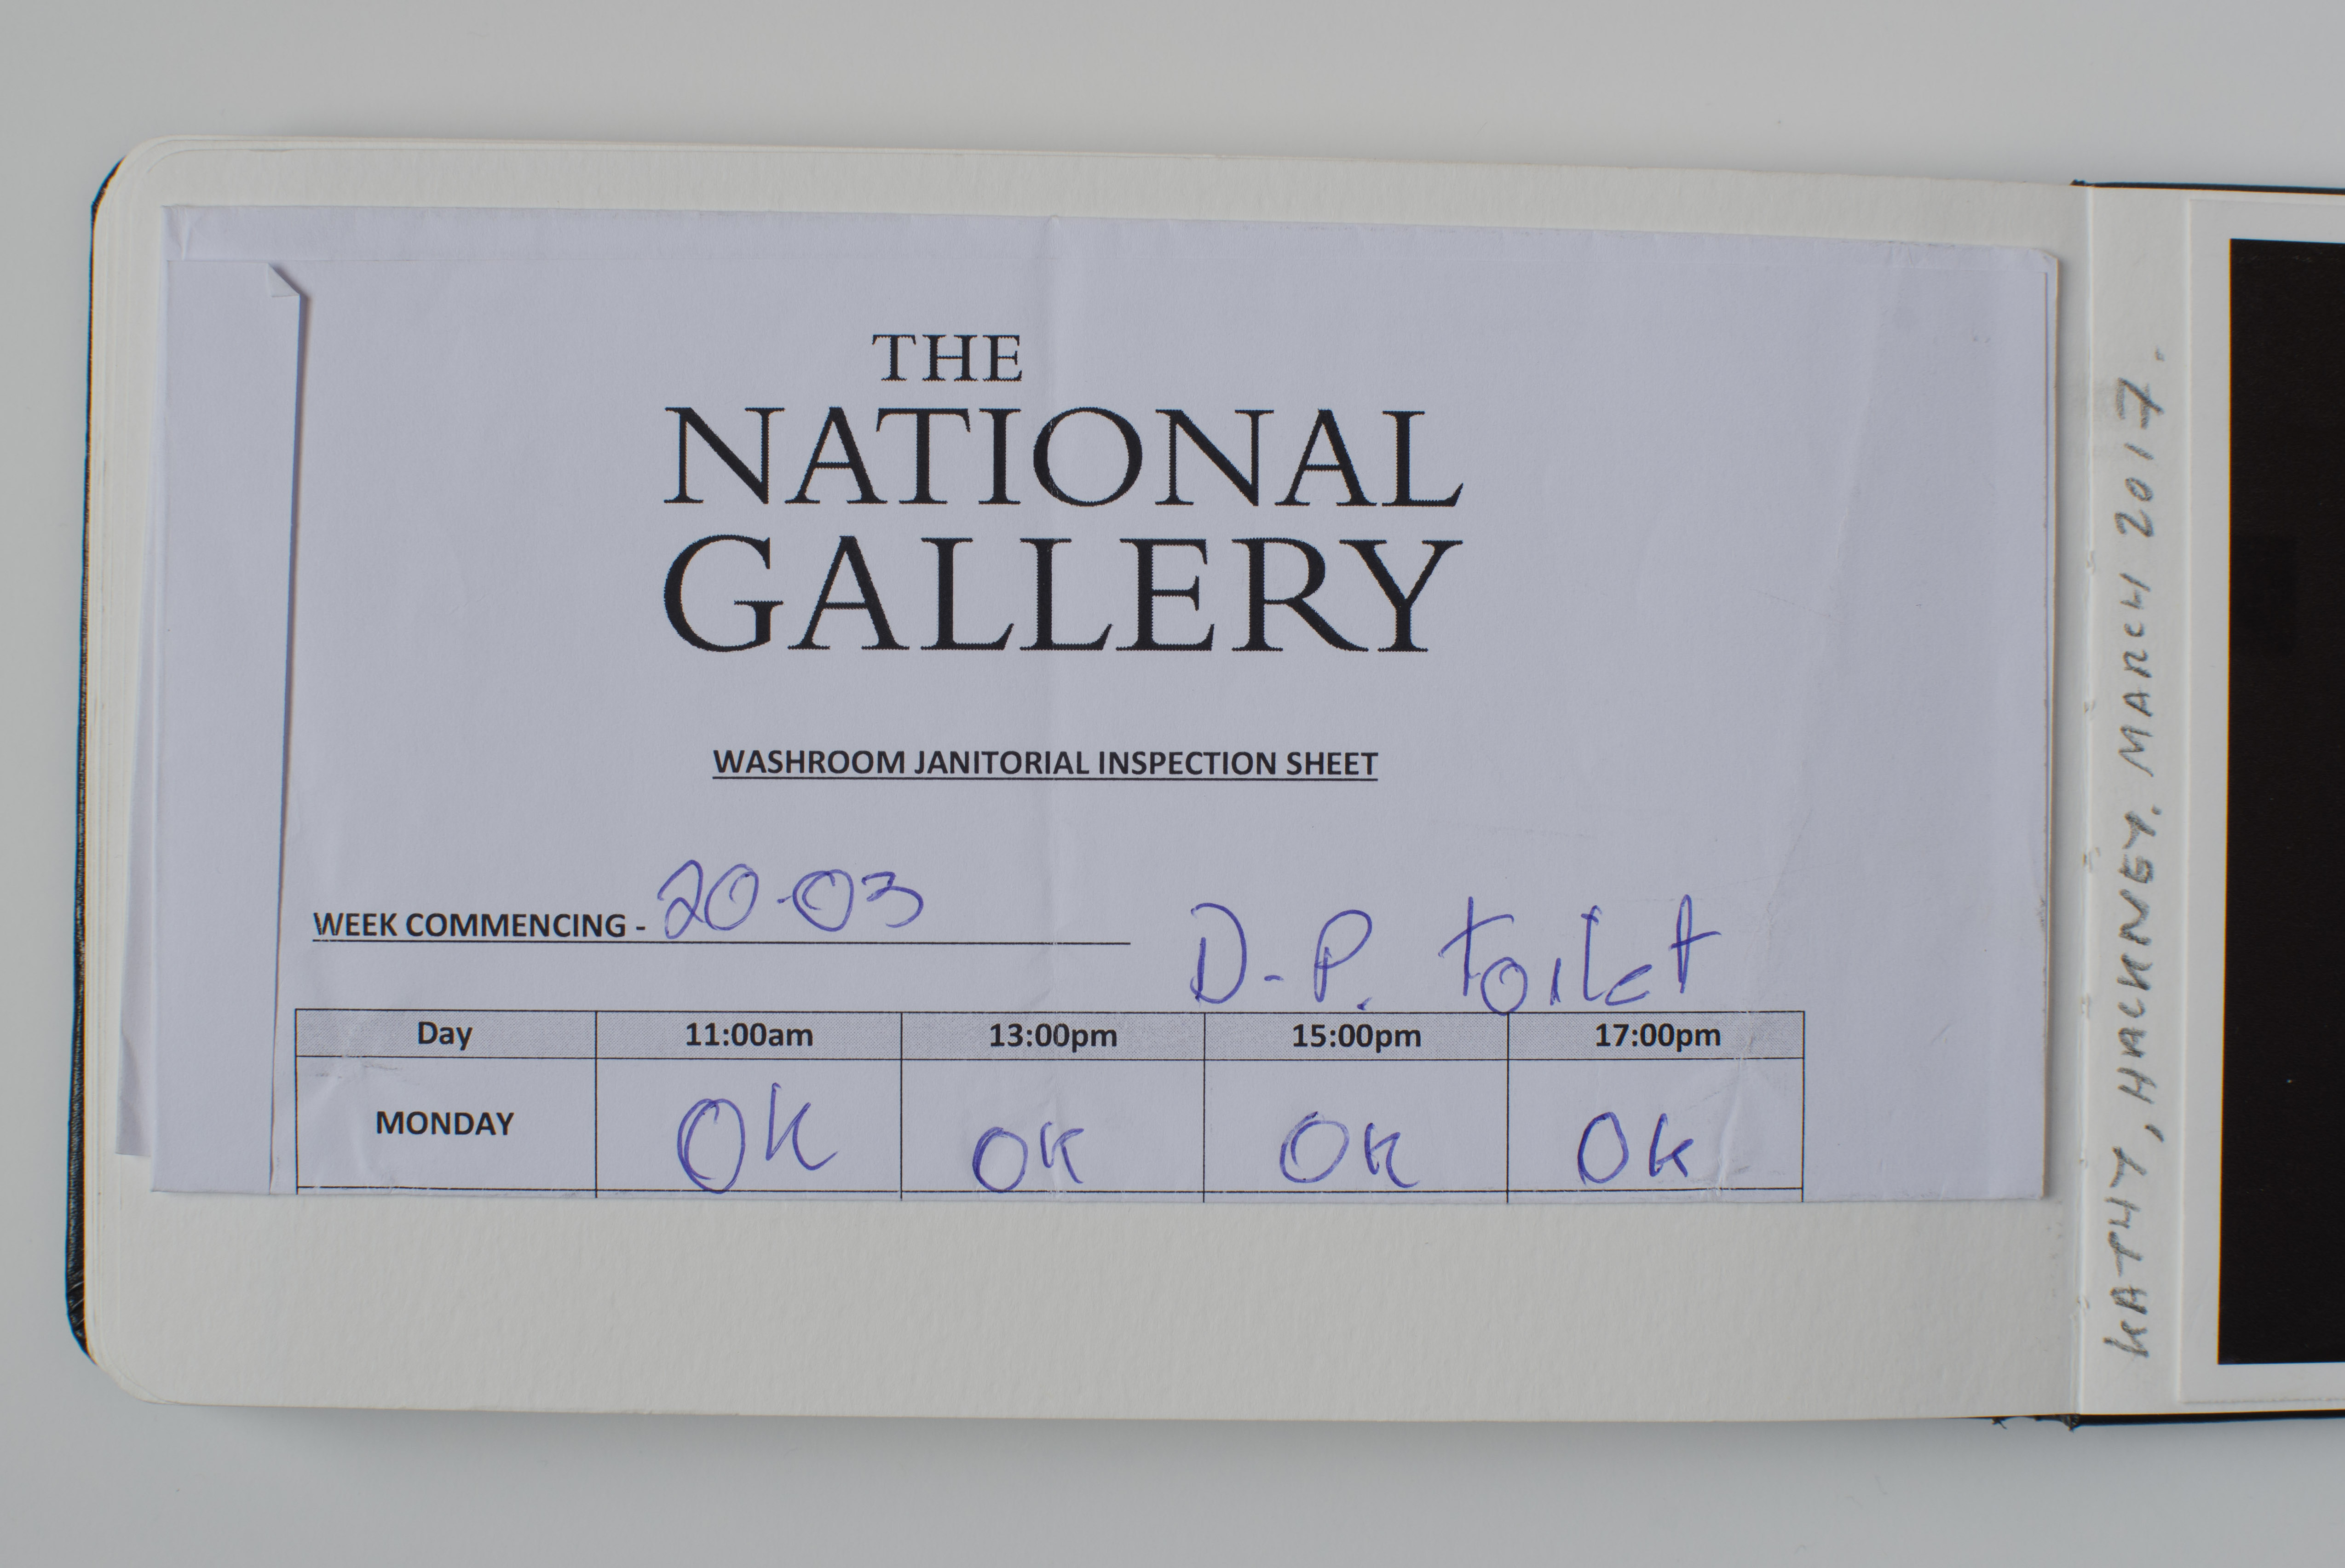 THE
NATIONAL
GALLERY
WASHROOM JANITORIAL INSPECTION SHEET
WEEK COMMENCING - 20-03
D-P. toilet
Day 11:00am 13:00pm 15:00pm 17:00pm
MONDAY OK OK OK OK
KATHY, HACKNEY. MARCH 2017.